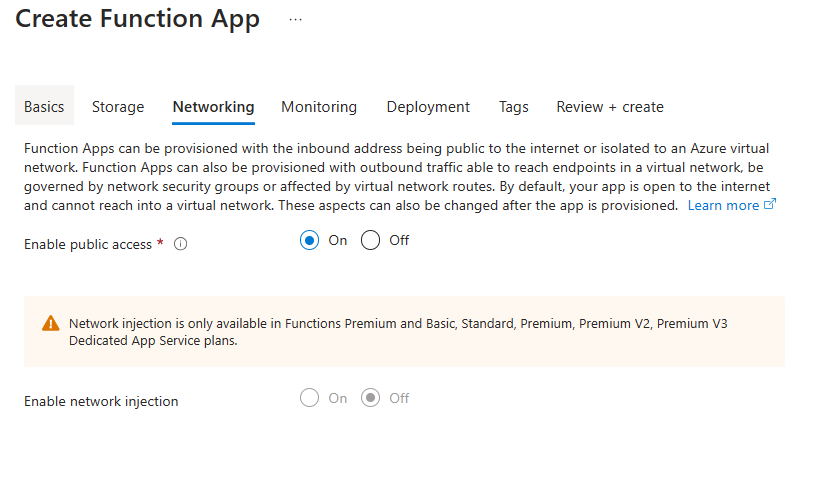 Create Function App ...
Basics Storage Networking Monitoring Deployment Tags Review + create
Function Apps can be provisioned with the inbound address being public to the internet or isolated to an Azure virtual
network. Function Apps can also be provisioned with outbound traffic able to reach endpoints in a virtual network, be
governed by network security groups or affected by virtual network routes. By default, your app is open to the internet
and cannot reach into a virtual network. These aspects can also be changed after the app is provisioned. Learn more
Enable public access * On Off
Network injection is only available in Functions Premium and Basic, Standard, Premium, Premium V2, Premium V3
Dedicated App Service plans.
Enable network injection On Off